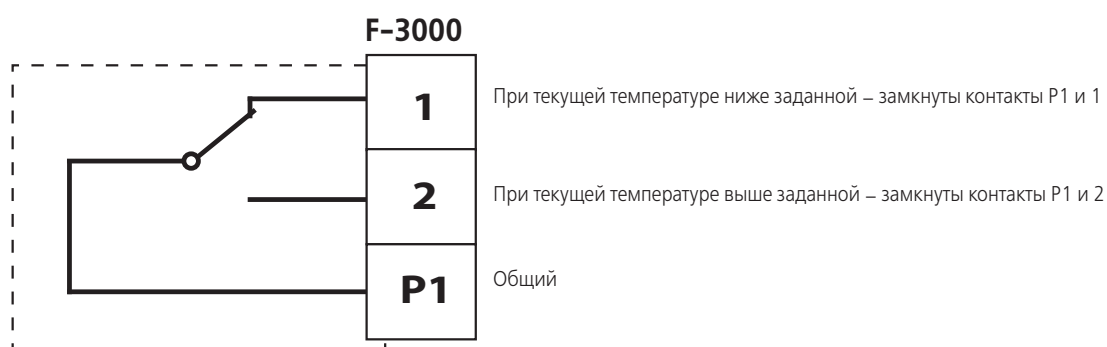 F-3000
1
При текущей температуре ниже заданной – замкнуты контакты P1 и 1
2
При текущей температуре выше заданной – замкнуты контакты P1 и 2
P1
Общий